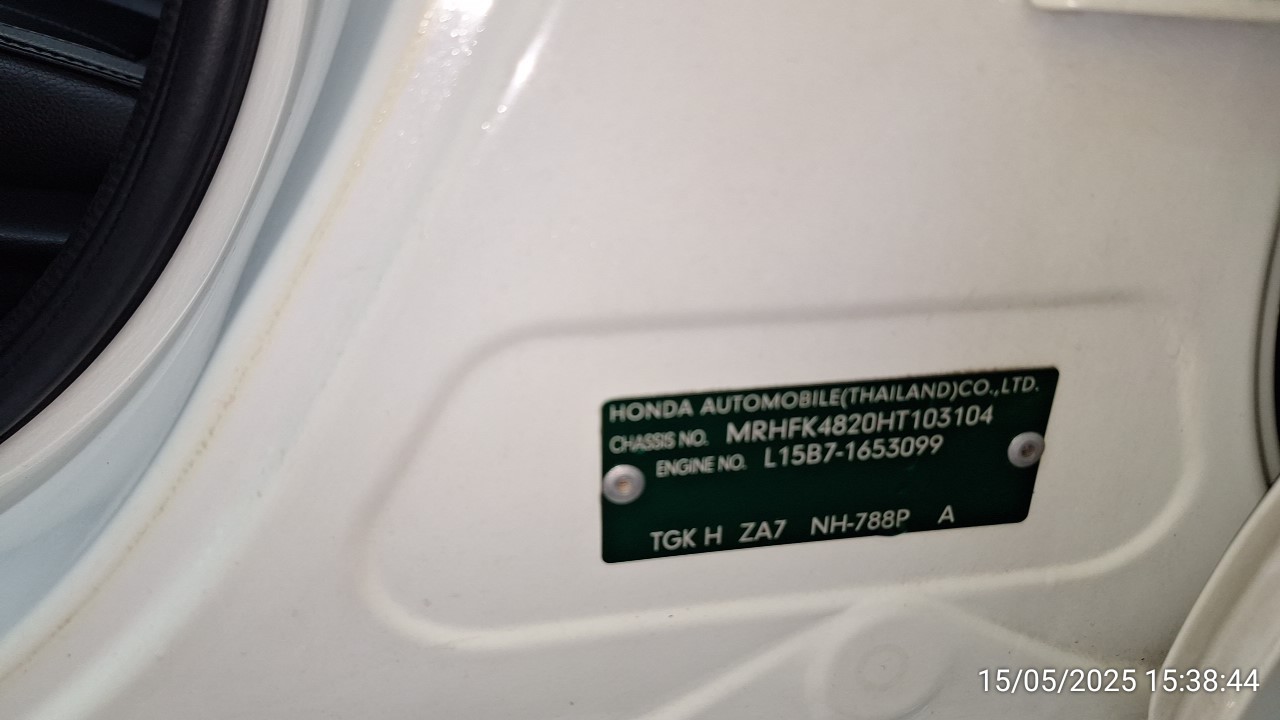 HONDA AUTOMOBILE(THAILAND)CO.,LTD.
CHASSIS NO. MRHFK4820HT103104
ENGINE NO. L15B7-1653099
TGK H ZA7 NH-788P A
15/05/2025 15:38:44